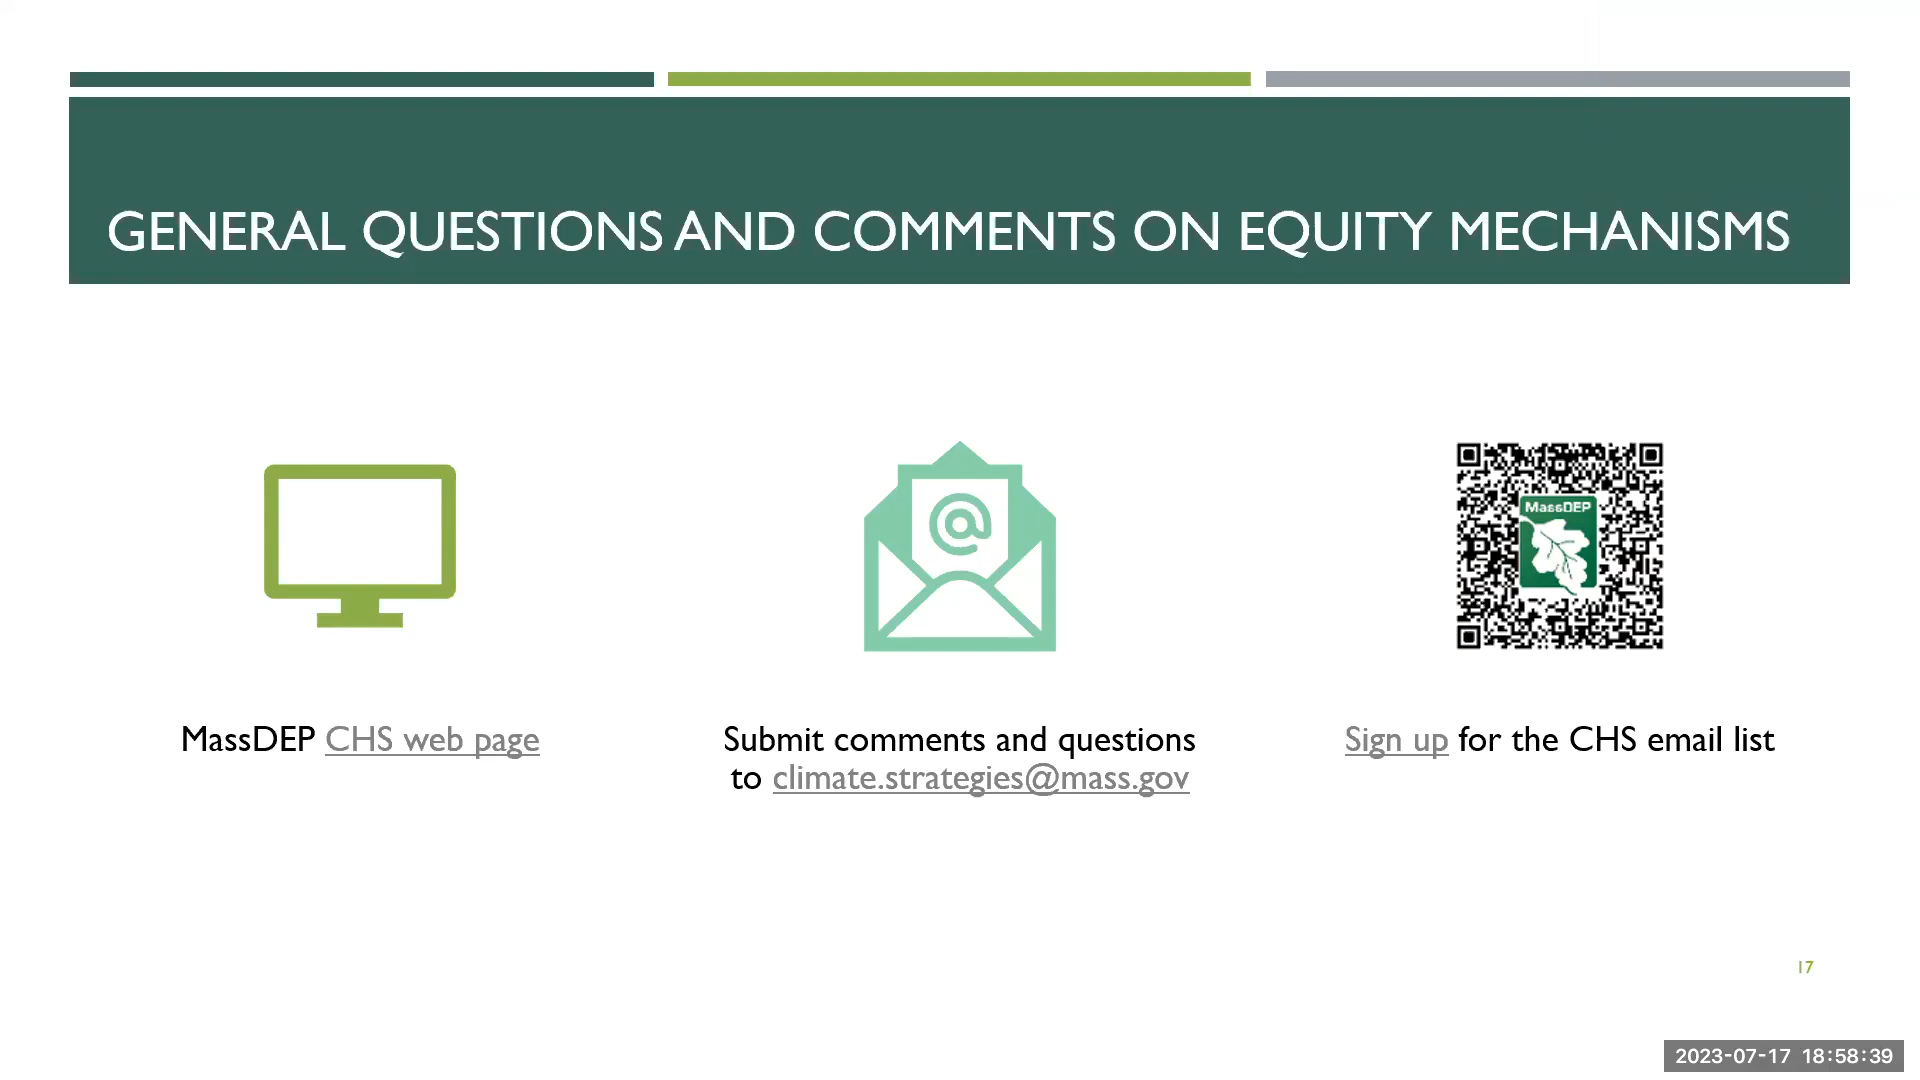 GENERAL QUESTIONS AND COMMENTS ON EQUITY MECHANISMS
@
MassDEP
MassDEP CHS web page
Submit comments and questions
to climate.strategies@mass.gov
Sign up for the CHS email list
17
2023-07-17 18:58:39